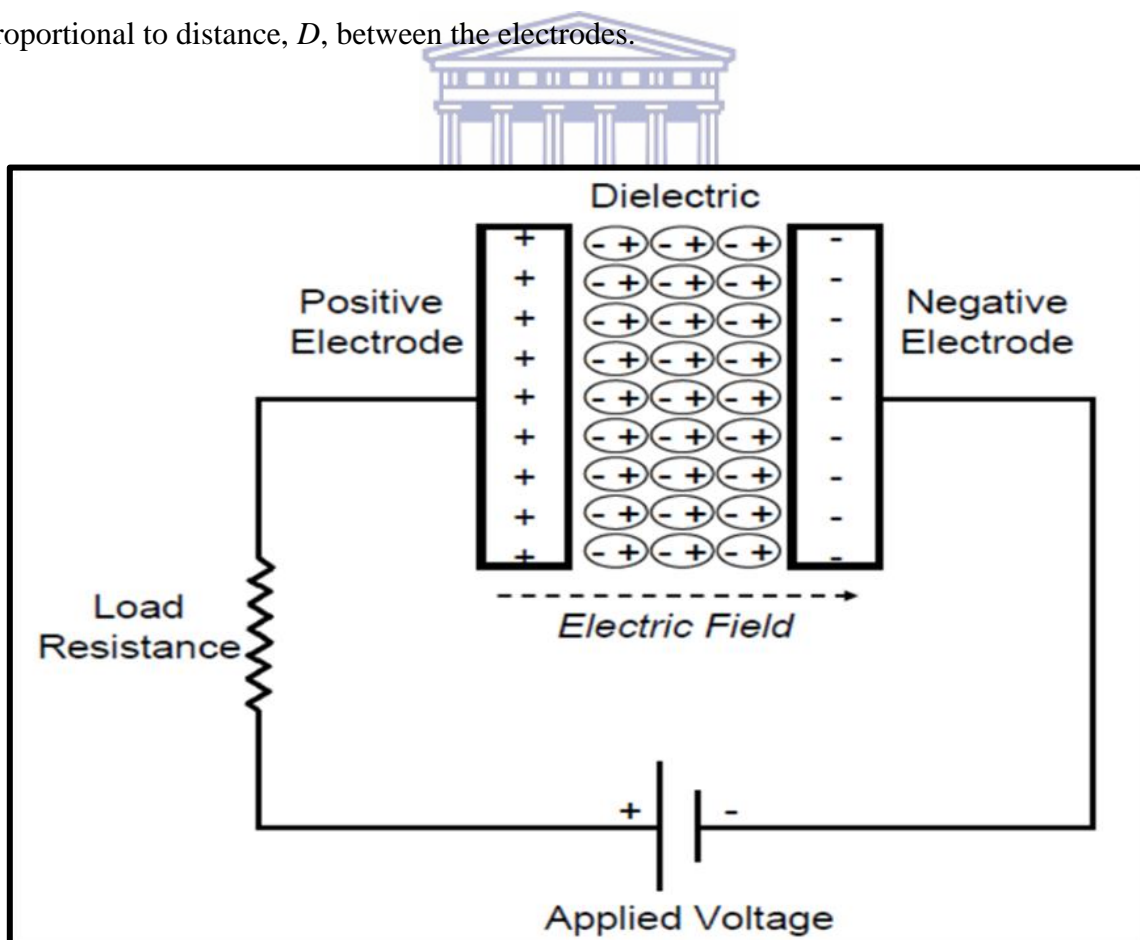 roportional to distance, D, between the electrodes.
Dielectric
+ - + - + - + -
+ - + - + - + -
Positive
Electrode
+ - + - + - + -
Negative
Electrode
+ - + - + - + -
+ - + - + - + -
+ - + - + - + -
+ - + - + - + -
+ - + - + - + -
+ - + - + - + -
Electric Field
Load
Resistance
+ -
Applied Voltage